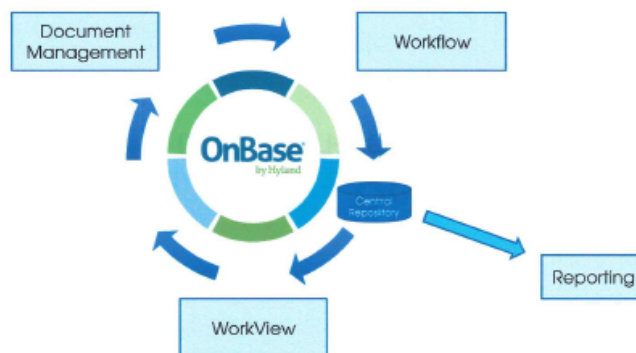 Document
Management
Workflow
OnBase®
by Hyland
Central
Repository
Reporting
WorkView